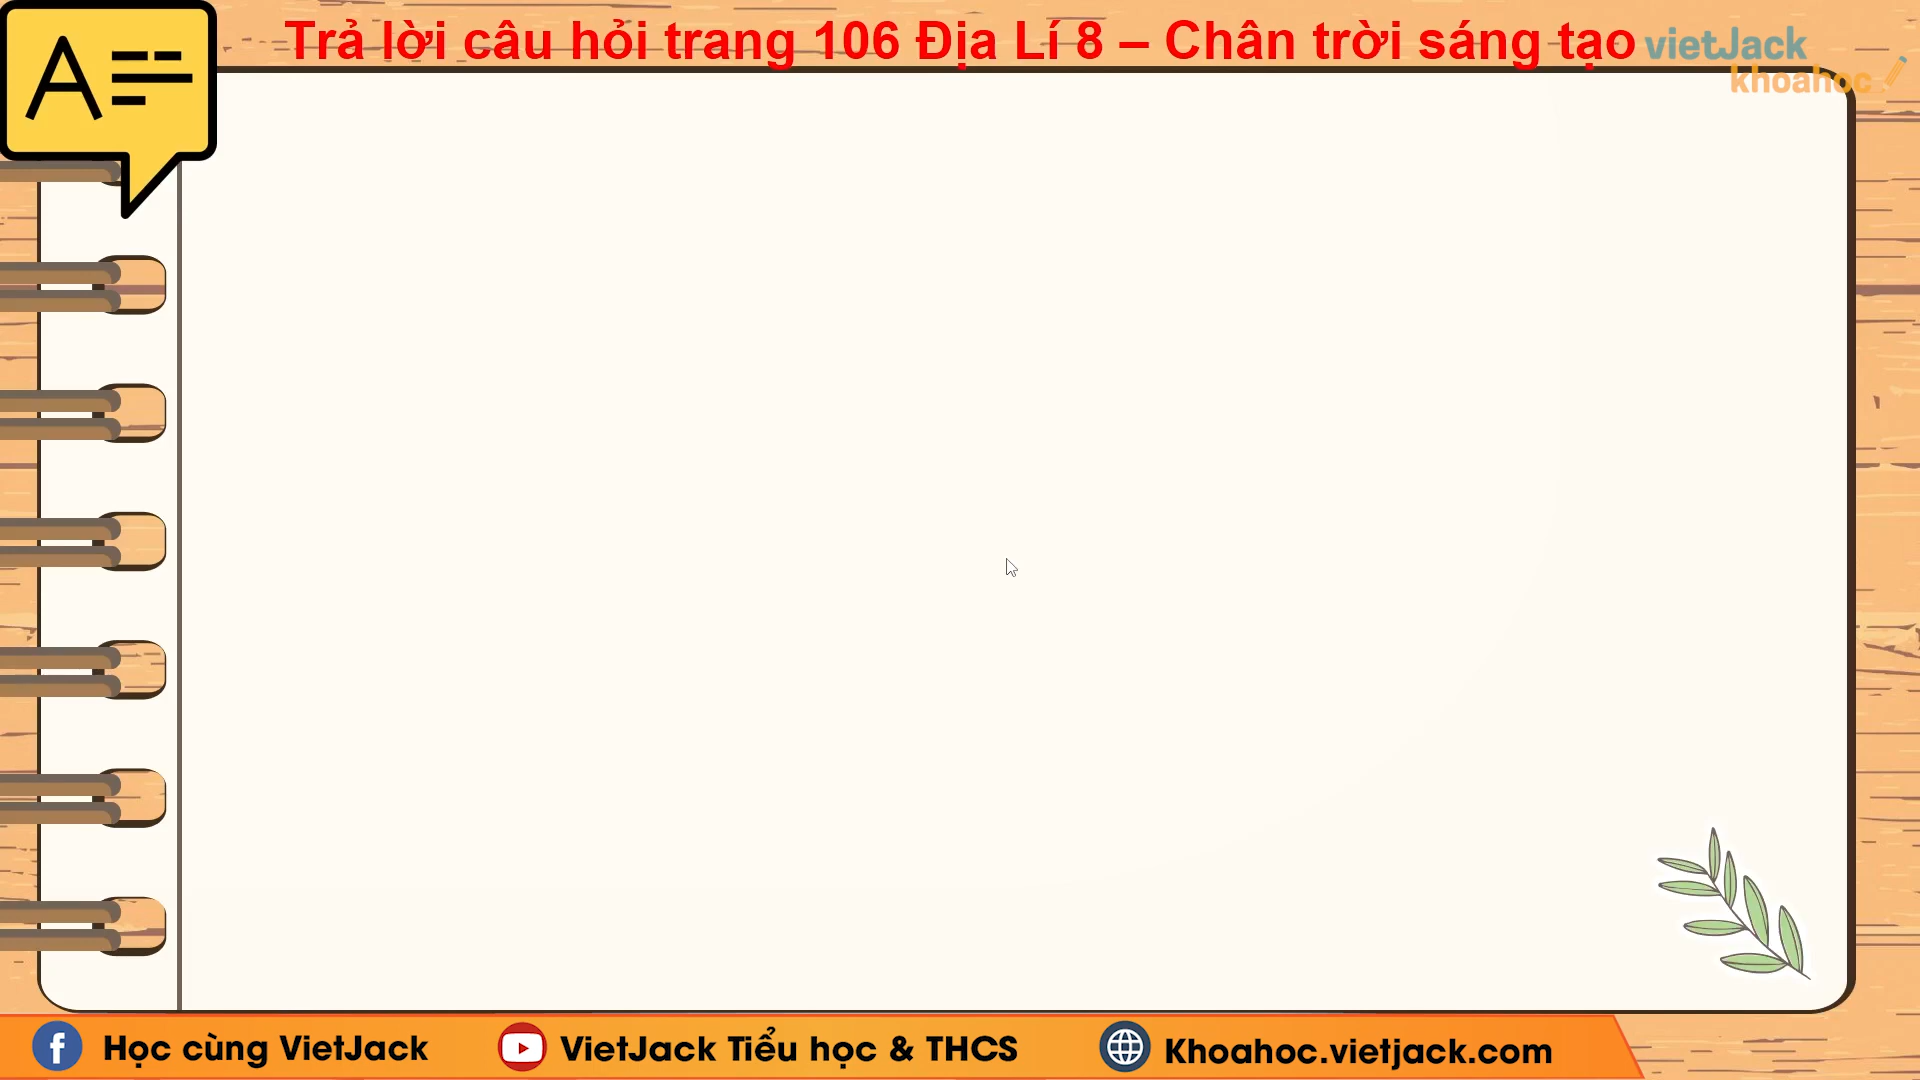 Trả lời câu hỏi trang 106 Địa Lí 8 – Chân trời sáng tạo
vietJack
khoahoc
A
Học cùng VietJack
VietJack Tiểu học & THCS
Khoahoc.vietjack.com